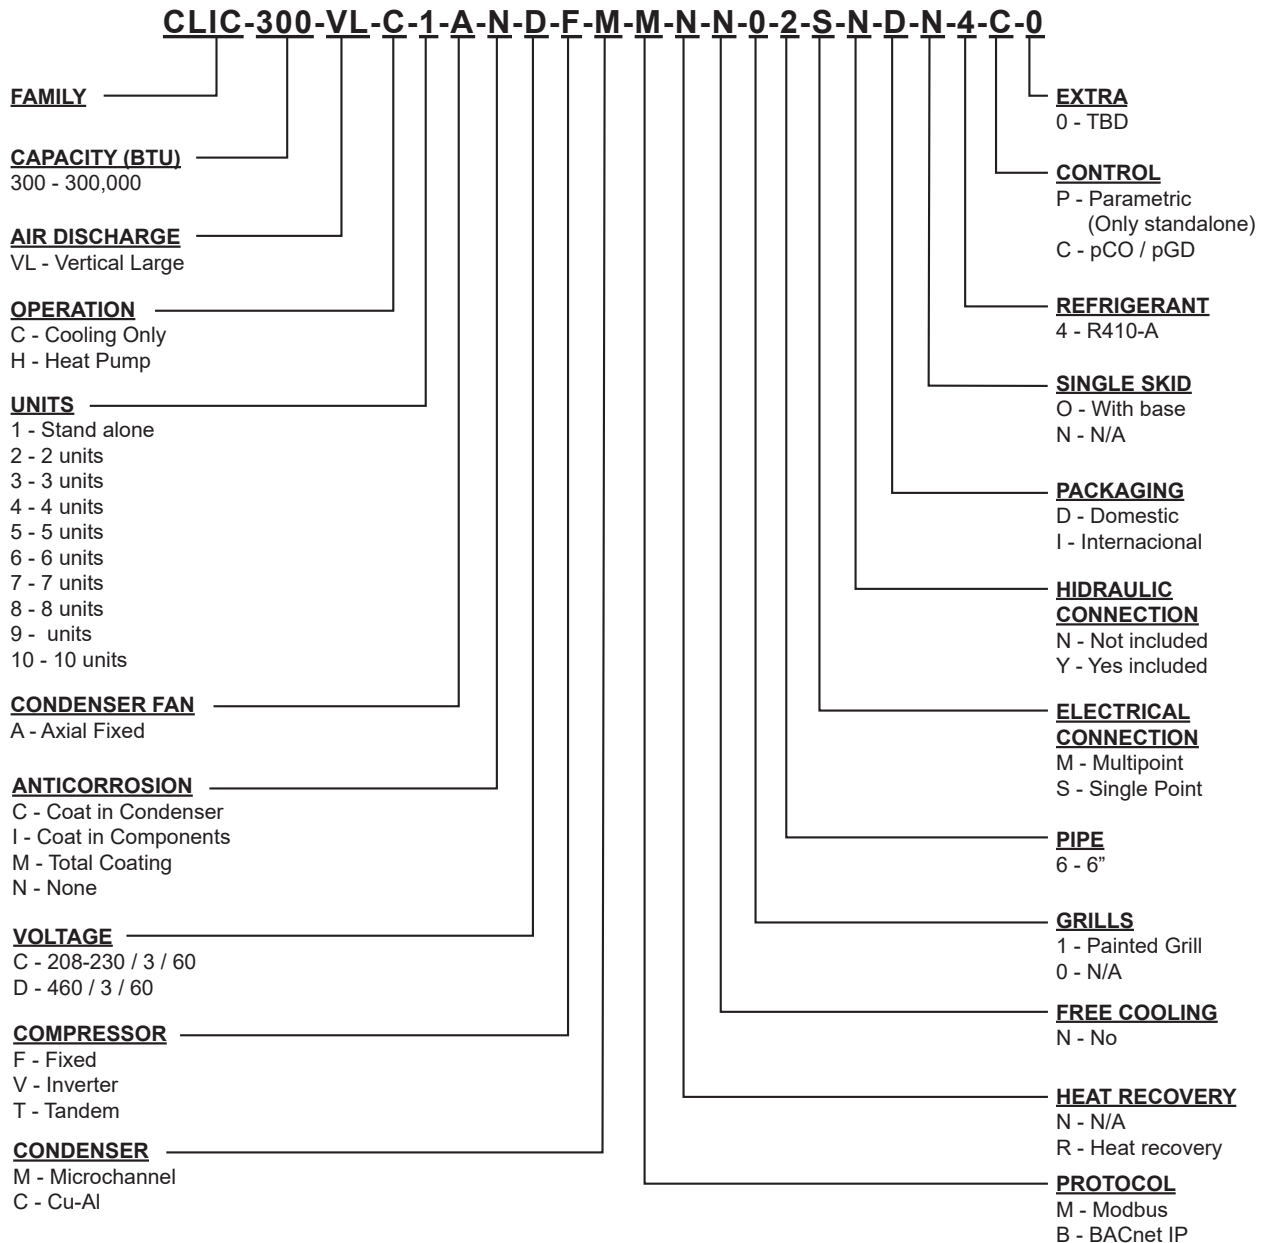 CLIC-300-VL-C-1-A-N-D-F-M-M-N-N-0-2-S-N-D-N-4-C-0
FAMILY
CAPACITY (BTU)
300 - 300,000
AIR DISCHARGE
VL - Vertical Large
OPERATION
C - Cooling Only
H - Heat Pump
UNITS
1 - Stand alone
2 - 2 units
3 - 3 units
4 - 4 units
5 - 5 units
6 - 6 units
7 - 7 units
8 - 8 units
9 -  units
10 - 10 units
CONDENSER FAN
A - Axial Fixed
ANTICORROSION
C - Coat in Condenser
I - Coat in Components
M - Total Coating
N - None
VOLTAGE
C - 208-230 / 3 / 60
D - 460 / 3 / 60
COMPRESSOR
F - Fixed
V - Inverter
T - Tandem
CONDENSER
M - Microchannel
C - Cu-Al
EXTRA
0 - TBD
CONTROL
P - Parametric
(Only standalone)
C - pCO / pGD
REFRIGERANT
4 - R410-A
SINGLE SKID
O - With base
N - N/A
PACKAGING
D - Domestic
I - Internacional
HIDRAULIC
CONNECTION
N - Not included
Y - Yes included
ELECTRICAL
CONNECTION
M - Multipoint
S - Single Point
PIPE
6 - 6”
GRILLS
1 - Painted Grill
0 - N/A
FREE COOLING
N - No
HEAT RECOVERY
N - N/A
R - Heat recovery
PROTOCOL
M - Modbus
B - BACnet IP